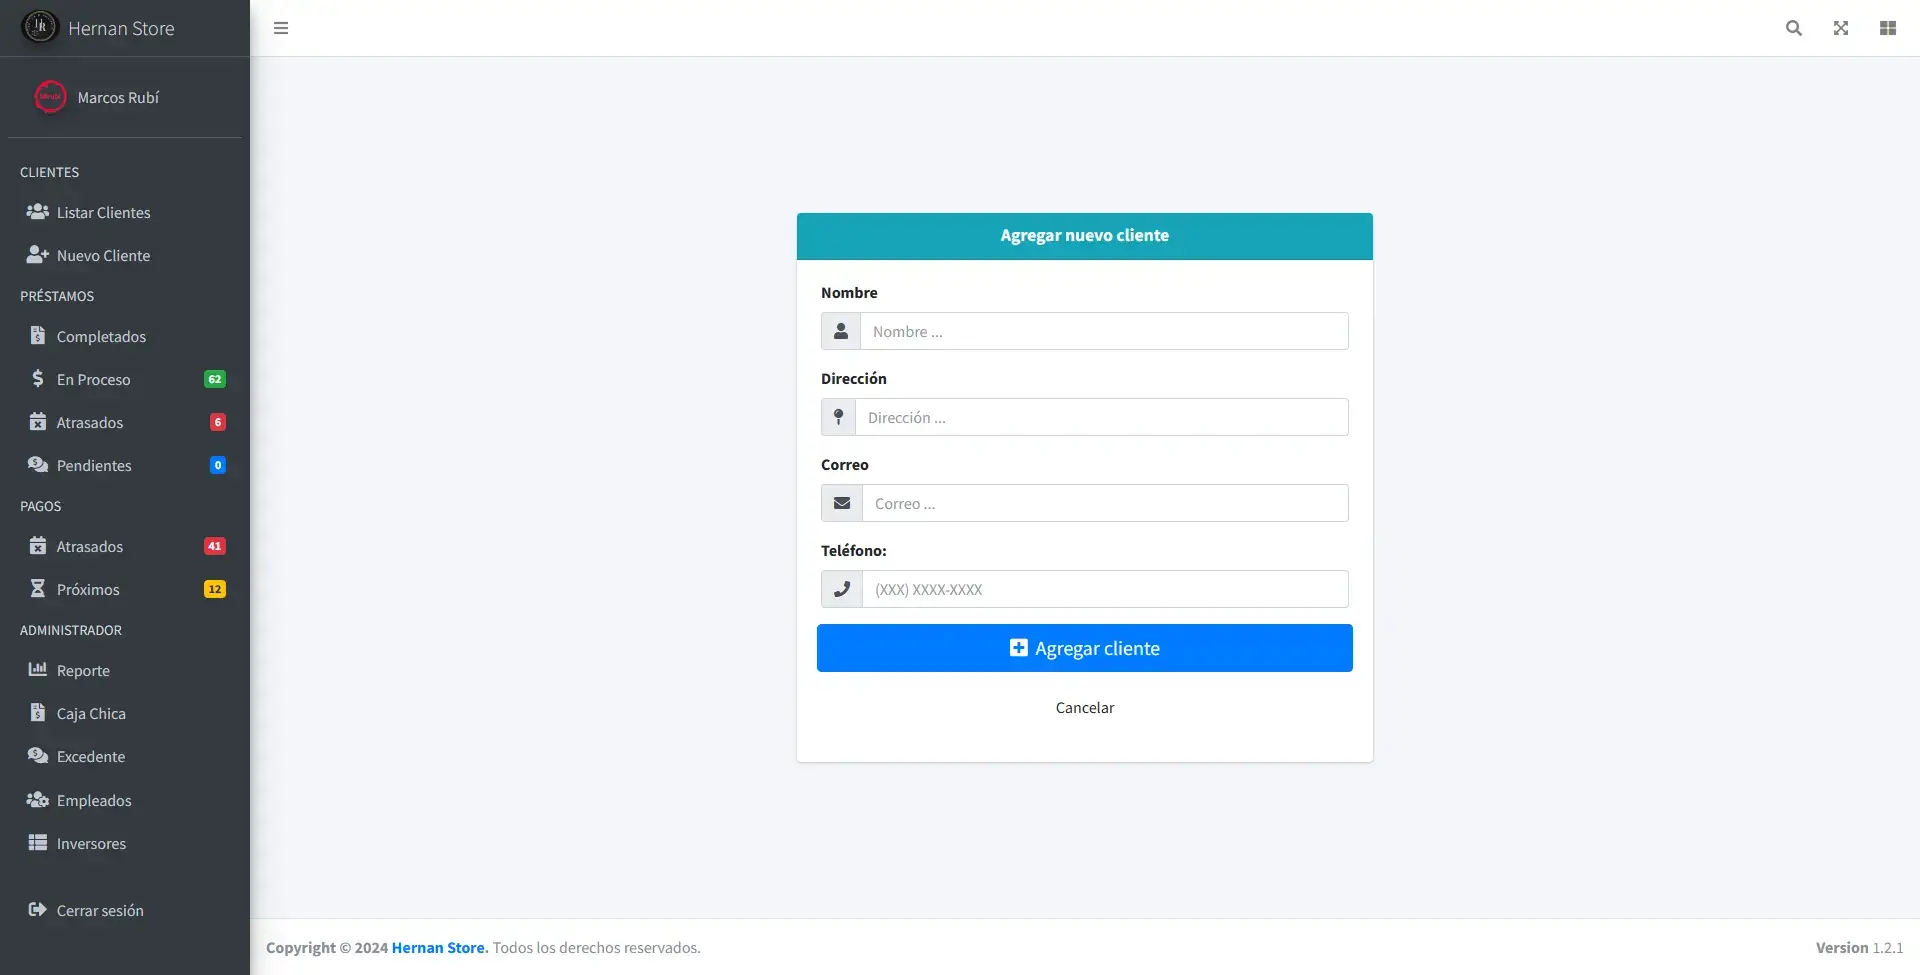 Hernan Store
Marcos Rubí
CLIENTES
Listar Clientes
Nuevo Cliente
PRÉSTAMOS
Completados
En Proceso 62
Atrasados 6
Pendientes 0
PAGOS
Atrasados 41
Próximos 12
ADMINISTRADOR
Reporte
Caja Chica
Excedente
Empleados
Inversores
Cerrar sesión
Agregar nuevo cliente
Nombre
Nombre ...
Dirección
Dirección ...
Correo
Correo ...
Teléfono:
(XXX) XXXX-XXXX
Agregar cliente
Cancelar
Copyright © 2024 Hernan Store. Todos los derechos reservados.
Version 1.2.1